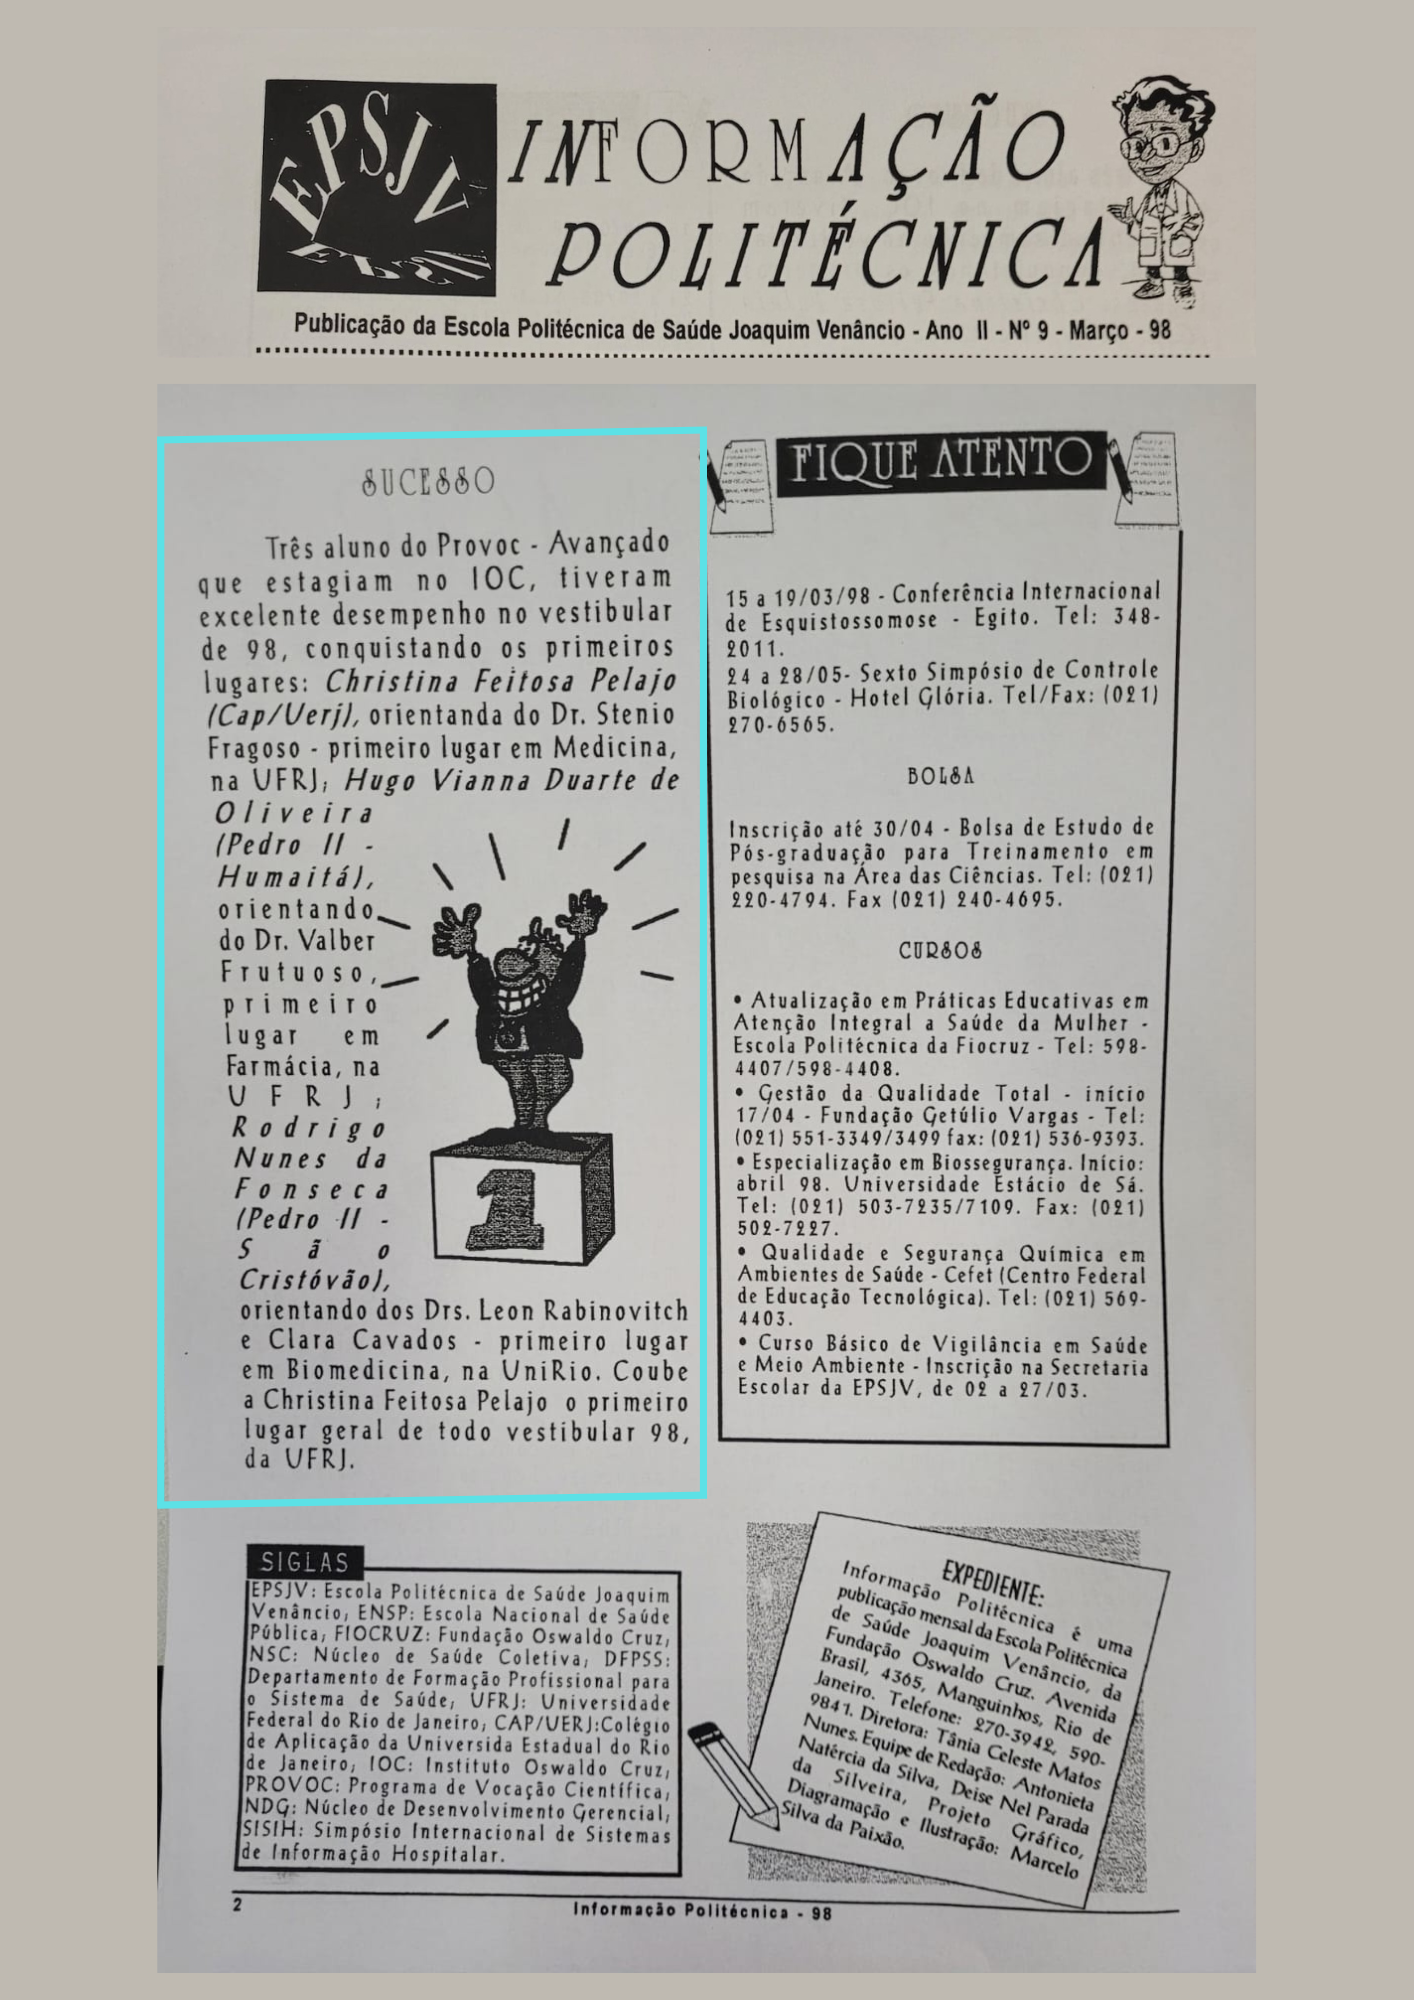 EPSJV
INFORMAÇÃO
POLITÉCNICA
Publicação da Escola Politécnica de Saúde Joaquim Venâncio - Ano II - Nº 9 - Março - 98
SUCESSO
Três aluno do Provoc - Avançado
que estagiam no IOC, tiveram
excelente desempenho no vestibular
de 98, conquistando os primeiros
lugares: Christina Feitosa Pelajo
(Cap/Uerj), orientanda do Dr. Stenio
Fragoso - primeiro lugar em Medicina,
na UFRJ; Hugo Vianna Duarte de
Oliveira
(Pedro II -
Humaitá),
orientando
do Dr. Valber
Frutuoso,
primeiro
lugar em
Farmácia, na
UFRJ;
Rodrigo
Nunes da
Fonseca
(Pedro II -
São
Cristóvão),
orientando dos Drs. Leon Rabinovitch
e Clara Cavados - primeiro lugar
em Biomedicina, na UniRio. Coube
a Christina Feitosa Pelajo o primeiro
lugar geral de todo vestibular 98,
da UFRJ.
1
FIQUE ATENTO
15 a 19/03/98 - Conferência Internacional
de Esquistossomose - Egito. Tel: 348-
2011.
24 a 28/05- Sexto Simpósio de Controle
Biológico - Hotel Glória. Tel/Fax: (021)
270-6565.
BOLSA
Inscrição até 30/04 - Bolsa de Estudo de
Pós-graduação para Treinamento em
pesquisa na Área das Ciências. Tel: (021)
220-4794. Fax (021) 240-4695.
CURSOS
• Atualização em Práticas Educativas em
Atenção Integral a Saúde da Mulher -
Escola Politécnica da Fiocruz - Tel: 598-
4407/598-4408.
• Gestão da Qualidade Total - início
17/04 - Fundação Getúlio Vargas - Tel:
(021) 551-3349/3499 fax: (021) 536-9393.
• Especialização em Biossegurança. Início:
abril 98. Universidade Estácio de Sá.
Tel: (021) 503-7235/7109. Fax: (021)
502-7227.
• Qualidade e Segurança Química em
Ambientes de Saúde - Cefet (Centro Federal
de Educação Tecnológica). Tel: (021) 569-
4403.
• Curso Básico de Vigilância em Saúde
e Meio Ambiente - Inscrição na Secretaria
Escolar da EPSJV, de 02 a 27/03.
SIGLAS
EPSJV: Escola Politécnica de Saúde Joaquim
Venâncio; ENSP: Escola Nacional de Saúde
Pública; FIOCRUZ: Fundação Oswaldo Cruz;
NSC: Núcleo de Saúde Coletiva; DFPSS:
Departamento de Formação Profissional para
o Sistema de Saúde; UFRJ: Universidade
Federal do Rio de Janeiro; CAP/UERJ:Colégio
de Aplicação da Universida Estadual do Rio
de Janeiro; IOC: Instituto Oswaldo Cruz;
PROVOC: Programa de Vocação Científica;
NDG: Núcleo de Desenvolvimento Gerencial;
SISIH: Simpósio Internacional de Sistemas
de Informação Hospitalar.
EXPEDIENTE:
Informação Politécnica é uma
publicação mensal da Escola Politécnica
de Saúde Joaquim Venâncio, da
Fundação Oswaldo Cruz. Avenida
Brasil, 4365, Manguinhos, Rio de
Janeiro. Telefone: 270-3942, 590-
9841. Diretora: Tânia Celeste Matos
Nunes. Equipe de Redação: Antonieta
Natércia da Silva, Deise Nel Parada
da Silveira, Projeto Gráfico,
Diagramação e Ilustração: Marcelo
Silva da Paixão.
2
Informação Politécnica - 98